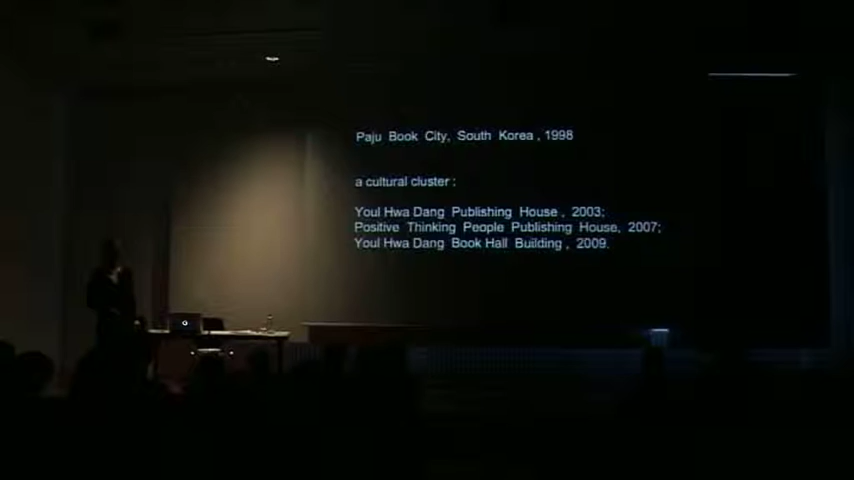 Paju Book City, South Korea , 1998
a cultural cluster :
Youl Hwa Dang Publishing House , 2003;
Positive Thinking People Publishing House, 2007;
Youl Hwa Dang Book Hall Building , 2009.